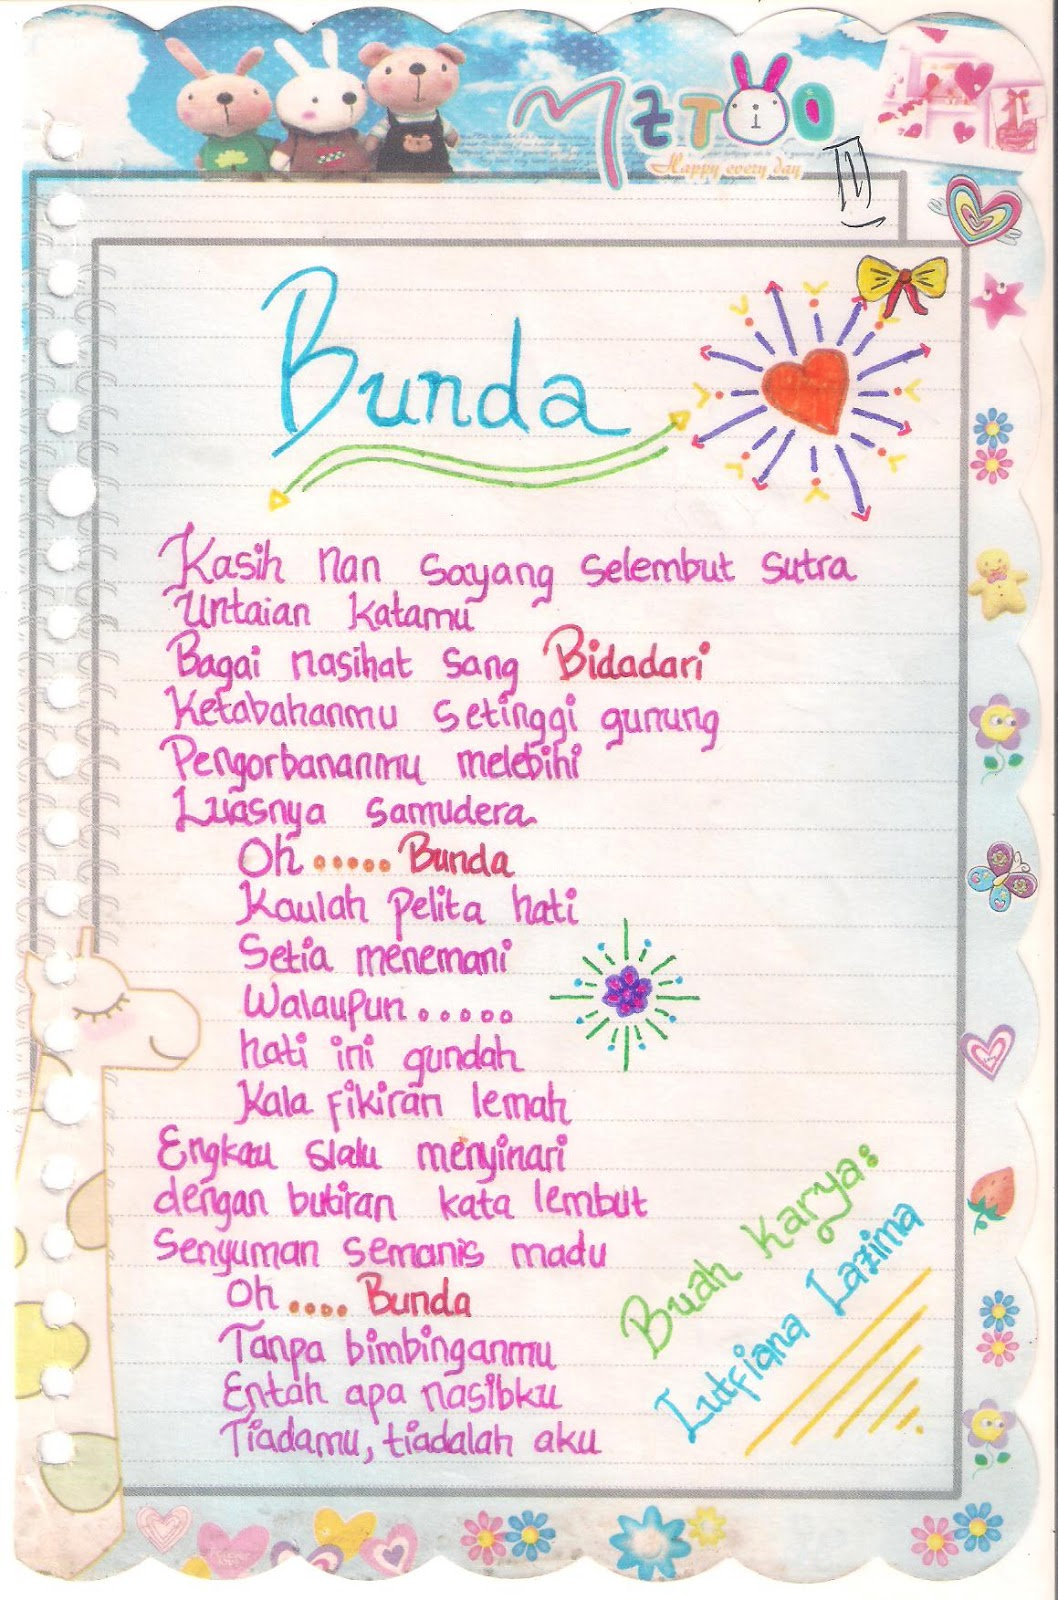 METOO
Happy every day
Bunda
Kasih nan sayang selembut sutra
Untaian katamu
Bagai nasihat sang Bidadari
Ketabahanmu setinggi gunung
Pengorbananmu melebihi
Luasnya samudera
Oh ..... Bunda
Kaulah pelita hati
Setia menemani
Walaupun .....
hati ini gundah
Kala fikiran lemah
Engkau slalu menyinari
dengan butiran kata lembut
Senyuman semanis madu
Oh .... Bunda
Tanpa bimbinganmu
Entah apa nasibku
Tiadamu, tiadalah aku
Buah Karya:
Lutfiana Lazima